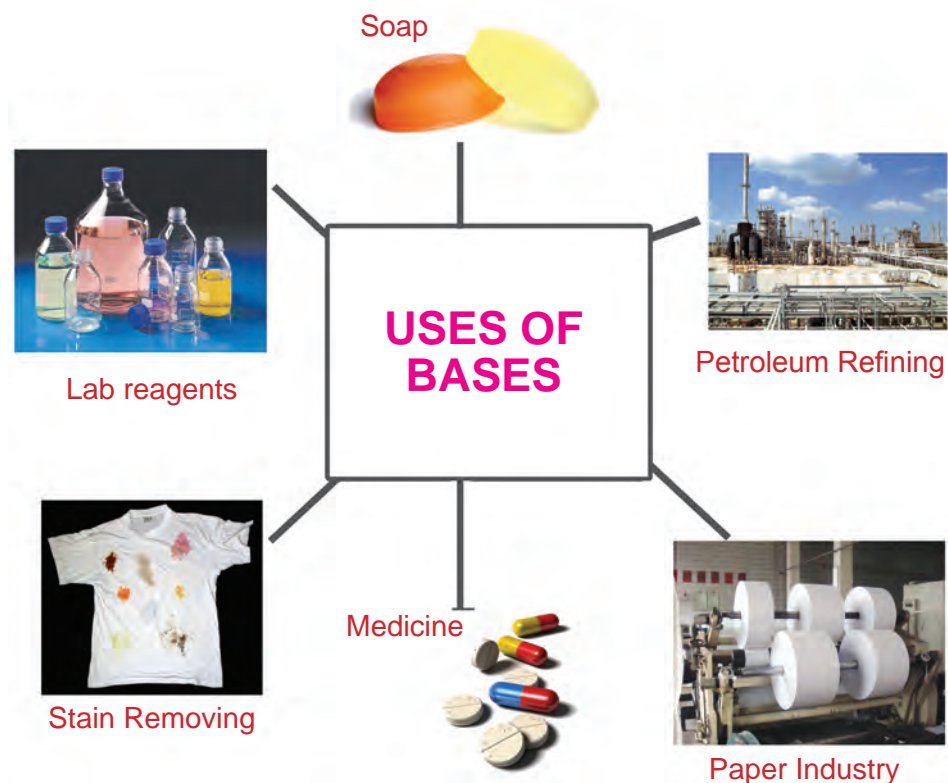 Soap
Lab reagents
USES OF
BASES
Petroleum Refining
Stain Removing
Medicine
Paper Industry